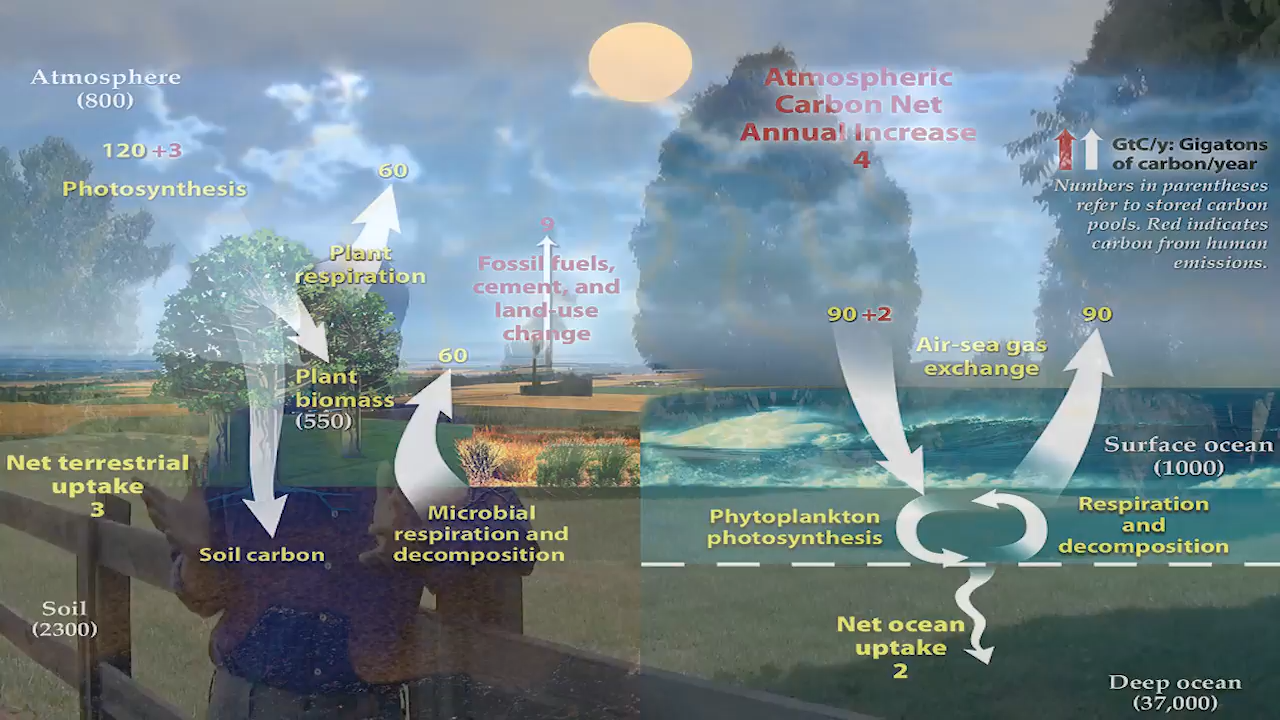 Atmosphere
(800)
120 +3
Photosynthesis
60
Plant
respiration
9
Fossil fuels,
cement, and
land-use
change
Plant
biomass
(550)
60
Net terrestrial
uptake
3
Soil carbon
Microbial
respiration and
decomposition
Soil
(2300)
Atmospheric
Carbon Net
Annual Increase
4
GtC/y: Gigatons
of carbon/year
Numbers in parentheses
refer to stored carbon
pools. Red indicates
carbon from human
emissions.
90 +2
90
Air-sea gas
exchange
Surface ocean
(1000)
Phytoplankton
photosynthesis
Respiration
and
decomposition
Net ocean
uptake
2
Deep ocean
(37,000)